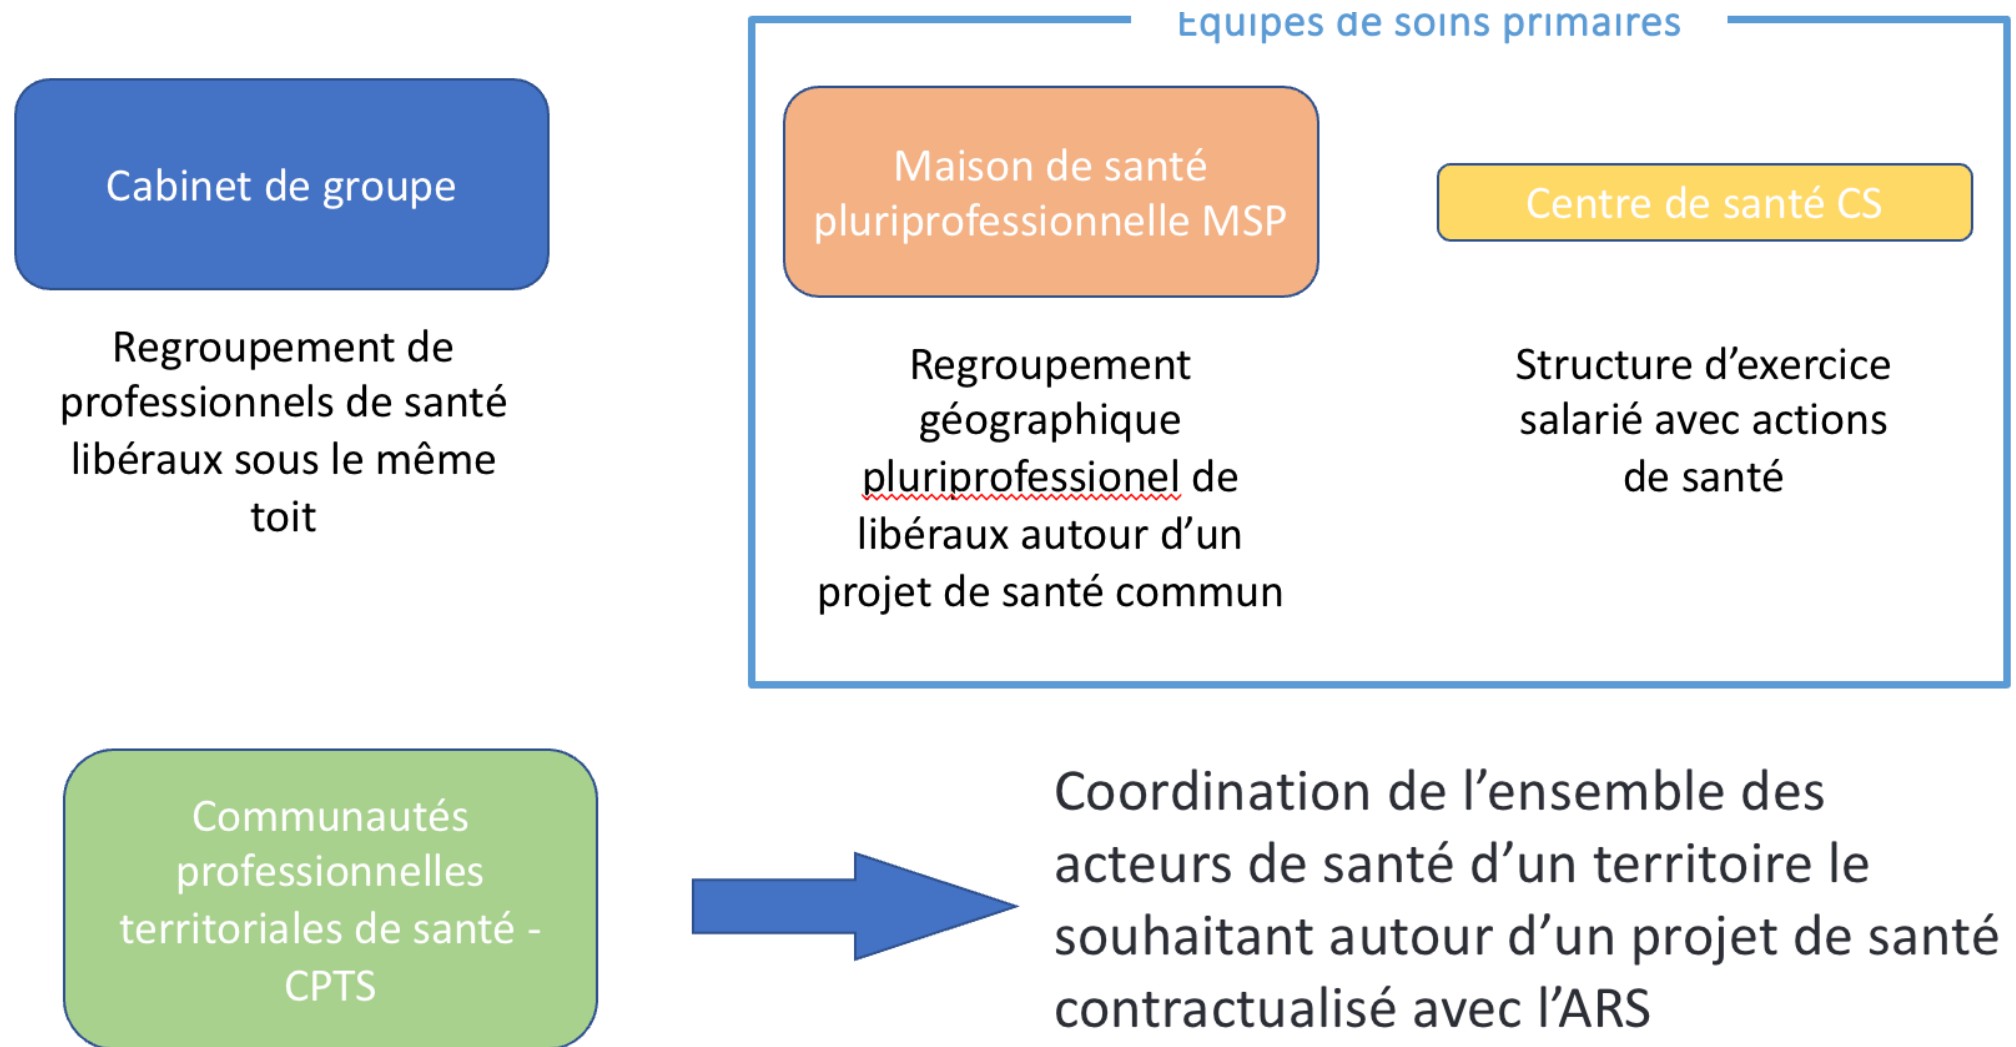 Equipes de soins primaires
Cabinet de groupe
Regroupement de
professionnels de santé
libéraux sous le même
toit
Maison de santé
pluriprofessionnelle MSP
Regroupement
géographique
pluriprofessionel de
libéraux autour d’un
projet de santé commun
Centre de santé CS
Structure d’exercice
salarié avec actions
de santé
Communautés
professionnelles
territoriales de santé -
CPTS
Coordination de l’ensemble des
acteurs de santé d’un territoire le
souhaitant autour d’un projet de santé
contractualisé avec l’ARS